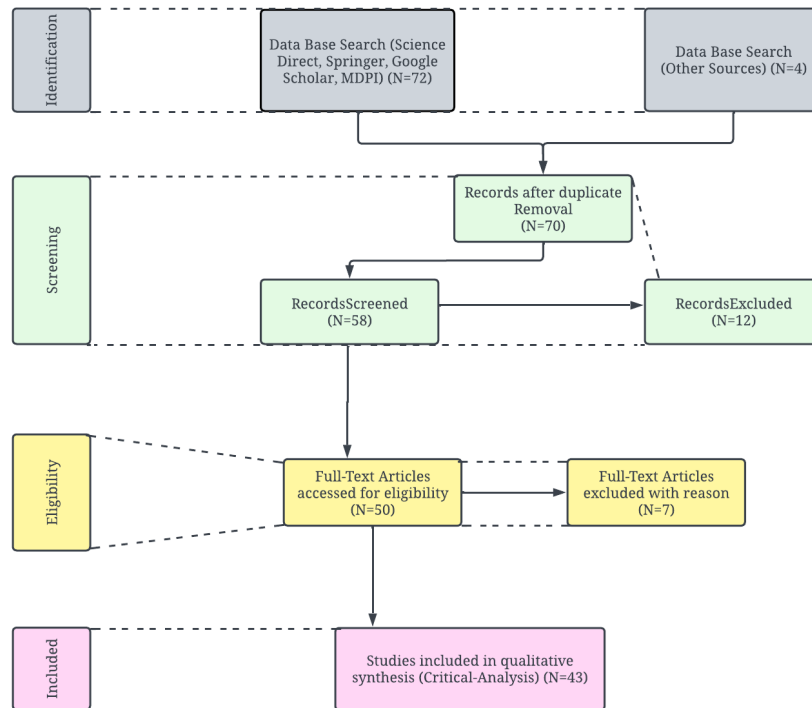 Identification
Data Base Search (Science
Direct, Springer, Google
Scholar, MDPI) (N=72)
Data Base Search
(Other Sources) (N=4)
Screening
Records after duplicate
Removal
(N=70)
RecordsScreened
(N=58)
RecordsExcluded
(N=12)
Eligibility
Full-Text Articles
accessed for eligibility
(N=50)
Full-Text Articles
excluded with reason
(N=7)
Included
Studies included in qualitative
synthesis (Critical-Analysis) (N=43)